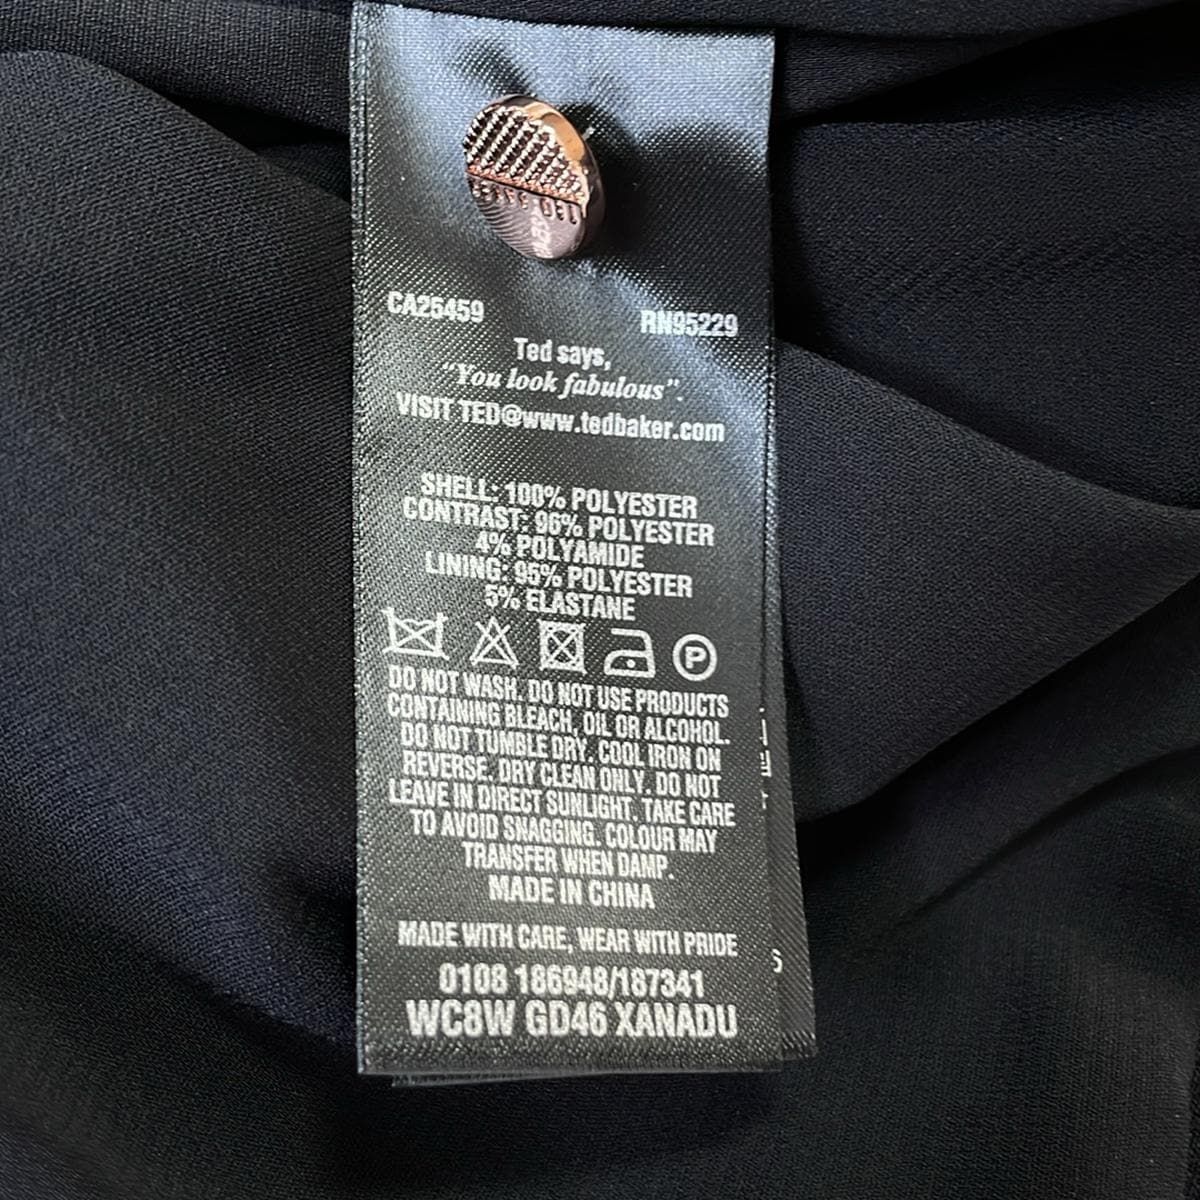 CA25459 RN95229
Ted says,
"You look fabulous".
VISIT TED@www.tedbaker.com
SHELL: 100% POLYESTER
CONTRAST: 96% POLYESTER
4% POLYAMIDE
LINING: 95% POLYESTER
5% ELASTANE
P
DO NOT WASH. DO NOT USE PRODUCTS
CONTAINING BLEACH, OIL OR ALCOHOL.
DO NOT TUMBLE DRY. COOL IRON ON
REVERSE. DRY CLEAN ONLY. DO NOT
LEAVE IN DIRECT SUNLIGHT. TAKE CARE
TO AVOID SNAGGING. COLOUR MAY
TRANSFER WHEN DAMP.
MADE IN CHINA
MADE WITH CARE, WEAR WITH PRIDE
0108 186948/187341
WC8W GD46 XANADU